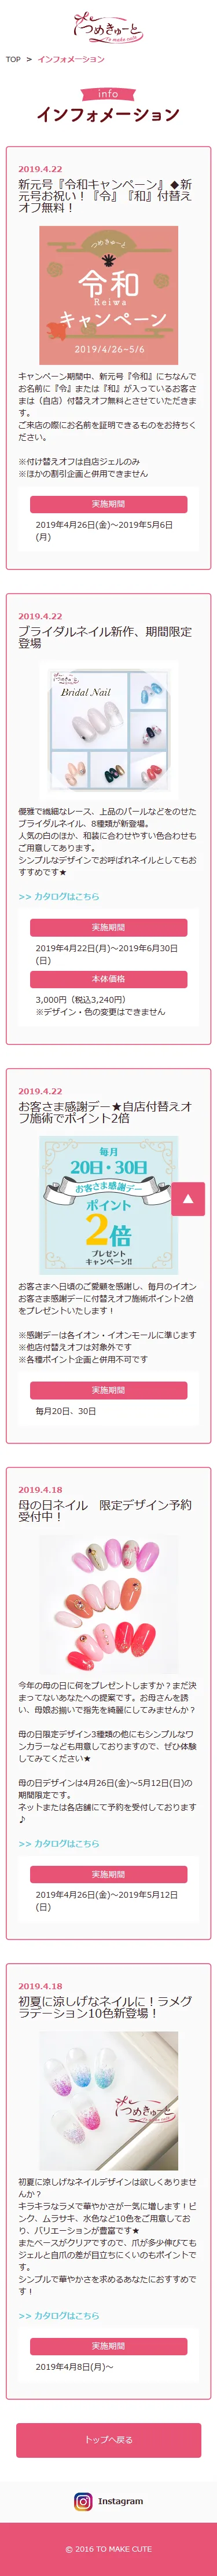 つめきゅーと
To make cute
TOP > インフォメーション
info
インフォメーション
2019.4.22
新元号『令和キャンペーン』◆新
元号お祝い！『令』『和』付替え
オフ無料！
つめきゅーと
令和
Reiwa
キャンペーン
2019/4/26~5/6
キャンペーン期間中、新元号『令和』にちなんで
お名前に『令』または『和』が入っているお客さ
まは（自店）付替えオフ無料とさせていただきま
す。
ご来店の際にお名前を証明できるものをお持ちく
ださい。
※付け替えオフは自店ジェルのみ
※ほかの割引企画と併用できません
実施期間
2019年4月26日(金)〜2019年5月6日
(月)
2019.4.22
ブライダルネイル新作、期間限定
登場
つめきゅーと
Bridal Nail
優雅で繊細なレース、上品のパールなどをのせた
ブライダルネイル、8種類が新登場。
人気の白のほか、和装に合わせやすい色合わせも
ご用意してあります。
シンプルなデザインでお呼ばれネイルとしてもお
すすめです★
>> カタログはこちら
実施期間
2019年4月22日(月)〜2019年6月30日
(日)
本体価格
3,000円（税込3,240円）
※デザイン・色の変更はできません
2019.4.22
お客さま感謝デー★自店付替えオ
フ施術でポイント2倍
毎月
20日・30日
お客さま感謝デー
ポイント
2倍
プレゼント
キャンペーン!!
お客さまへ日頃のご愛顧を感謝し、毎月のイオン
お客さま感謝デーに付替えオフ施術ポイント2倍
をプレゼントいたします！
※感謝デーは各イオン・イオンモールに準じます
※他店付替えオフは対象外です
※各種ポイント企画と併用不可です
実施期間
毎月20日、30日
2019.4.18
母の日ネイル　限定デザイン予約
受付中！
今年の母の日に何をプレゼントしますか？まだ決
まってないあなたへの提案です。お母さんを誘
い、母娘お揃いで指先を綺麗にしてみませんか？
母の日限定デザイン3種類の他にもシンプルなワ
ンカラーなども用意しておりますので、ぜひ体験
してみてください★
母の日デザインは4月26日(金)〜5月12日(日)の
期間限定です。
ネットまたは各店舗にて予約を受付しております
♪
>> カタログはこちら
実施期間
2019年4月26日(金)〜2019年5月12日
(日)
2019.4.18
初夏に涼しげなネイルに！ラメグ
ラデーション10色新登場！
つめきゅーと
初夏に涼しげなネイルデザインは欲しくありませ
んか？
キラキラなラメで華やかさが一気に増します！ピ
ンク、ムラサキ、水色など10色をご用意してお
り、バリエーションが豊富です★
またベースがクリアですので、爪が多少伸びても
ジェルと自爪の差が目立ちにくいのもポイントで
す。
シンプルで華やかさを求めるあなたにおすすめで
す！
>> カタログはこちら
実施期間
2019年4月8日(月)〜
トップへ戻る
Instagram
© 2016 TO MAKE CUTE